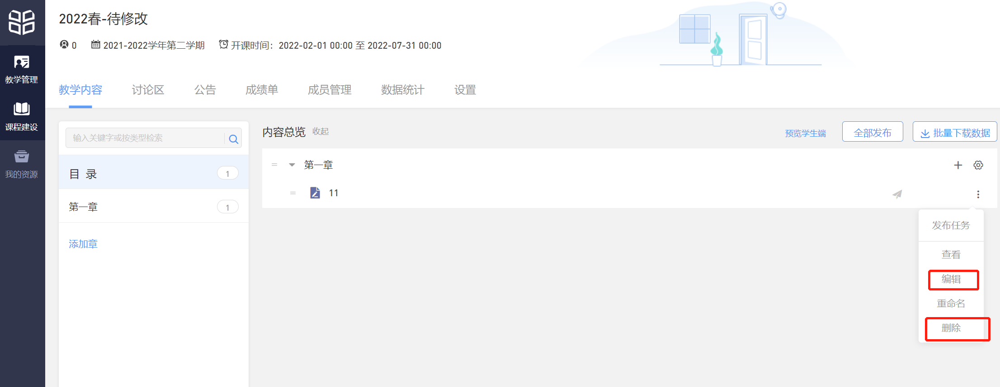 2022春-待修改
0 2021-2022学年第二学期 开课时间：2022-02-01 00:00 至 2022-07-31 00:00
教学管理
课程建设
我的资源
教学内容 讨论区 公告 成绩单 成员管理 数据统计 设置
输入关键字或按类型检索
目 录 1
第一章 1
添加章
内容总览 收起 预览学生端 全部发布 批量下载数据
第一章
11
发布任务
查看
编辑
重命名
删除